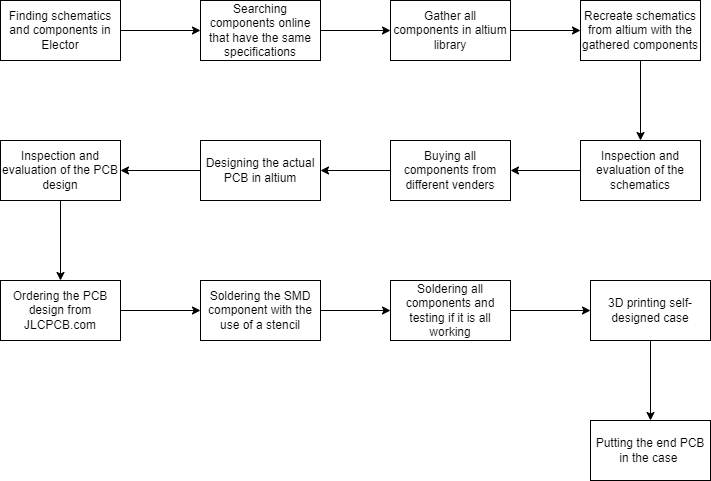 Finding schematics
and components in
Elector
Searching
components online
that have the same
specifications
Gather all
components in altium
library
Recreate schematics
from altium with the
gathered components
Inspection and
evaluation of the PCB
design
Designing the actual
PCB in altium
Buying all
components from
different venders
Inspection and
evaluation of the
schematics
Ordering the PCB
design from
JLCPCB.com
Soldering the SMD
component with the
use of a stencil
Soldering all
components and
testing if it is all
working
3D printing self-
designed case
Putting the end PCB
in the case